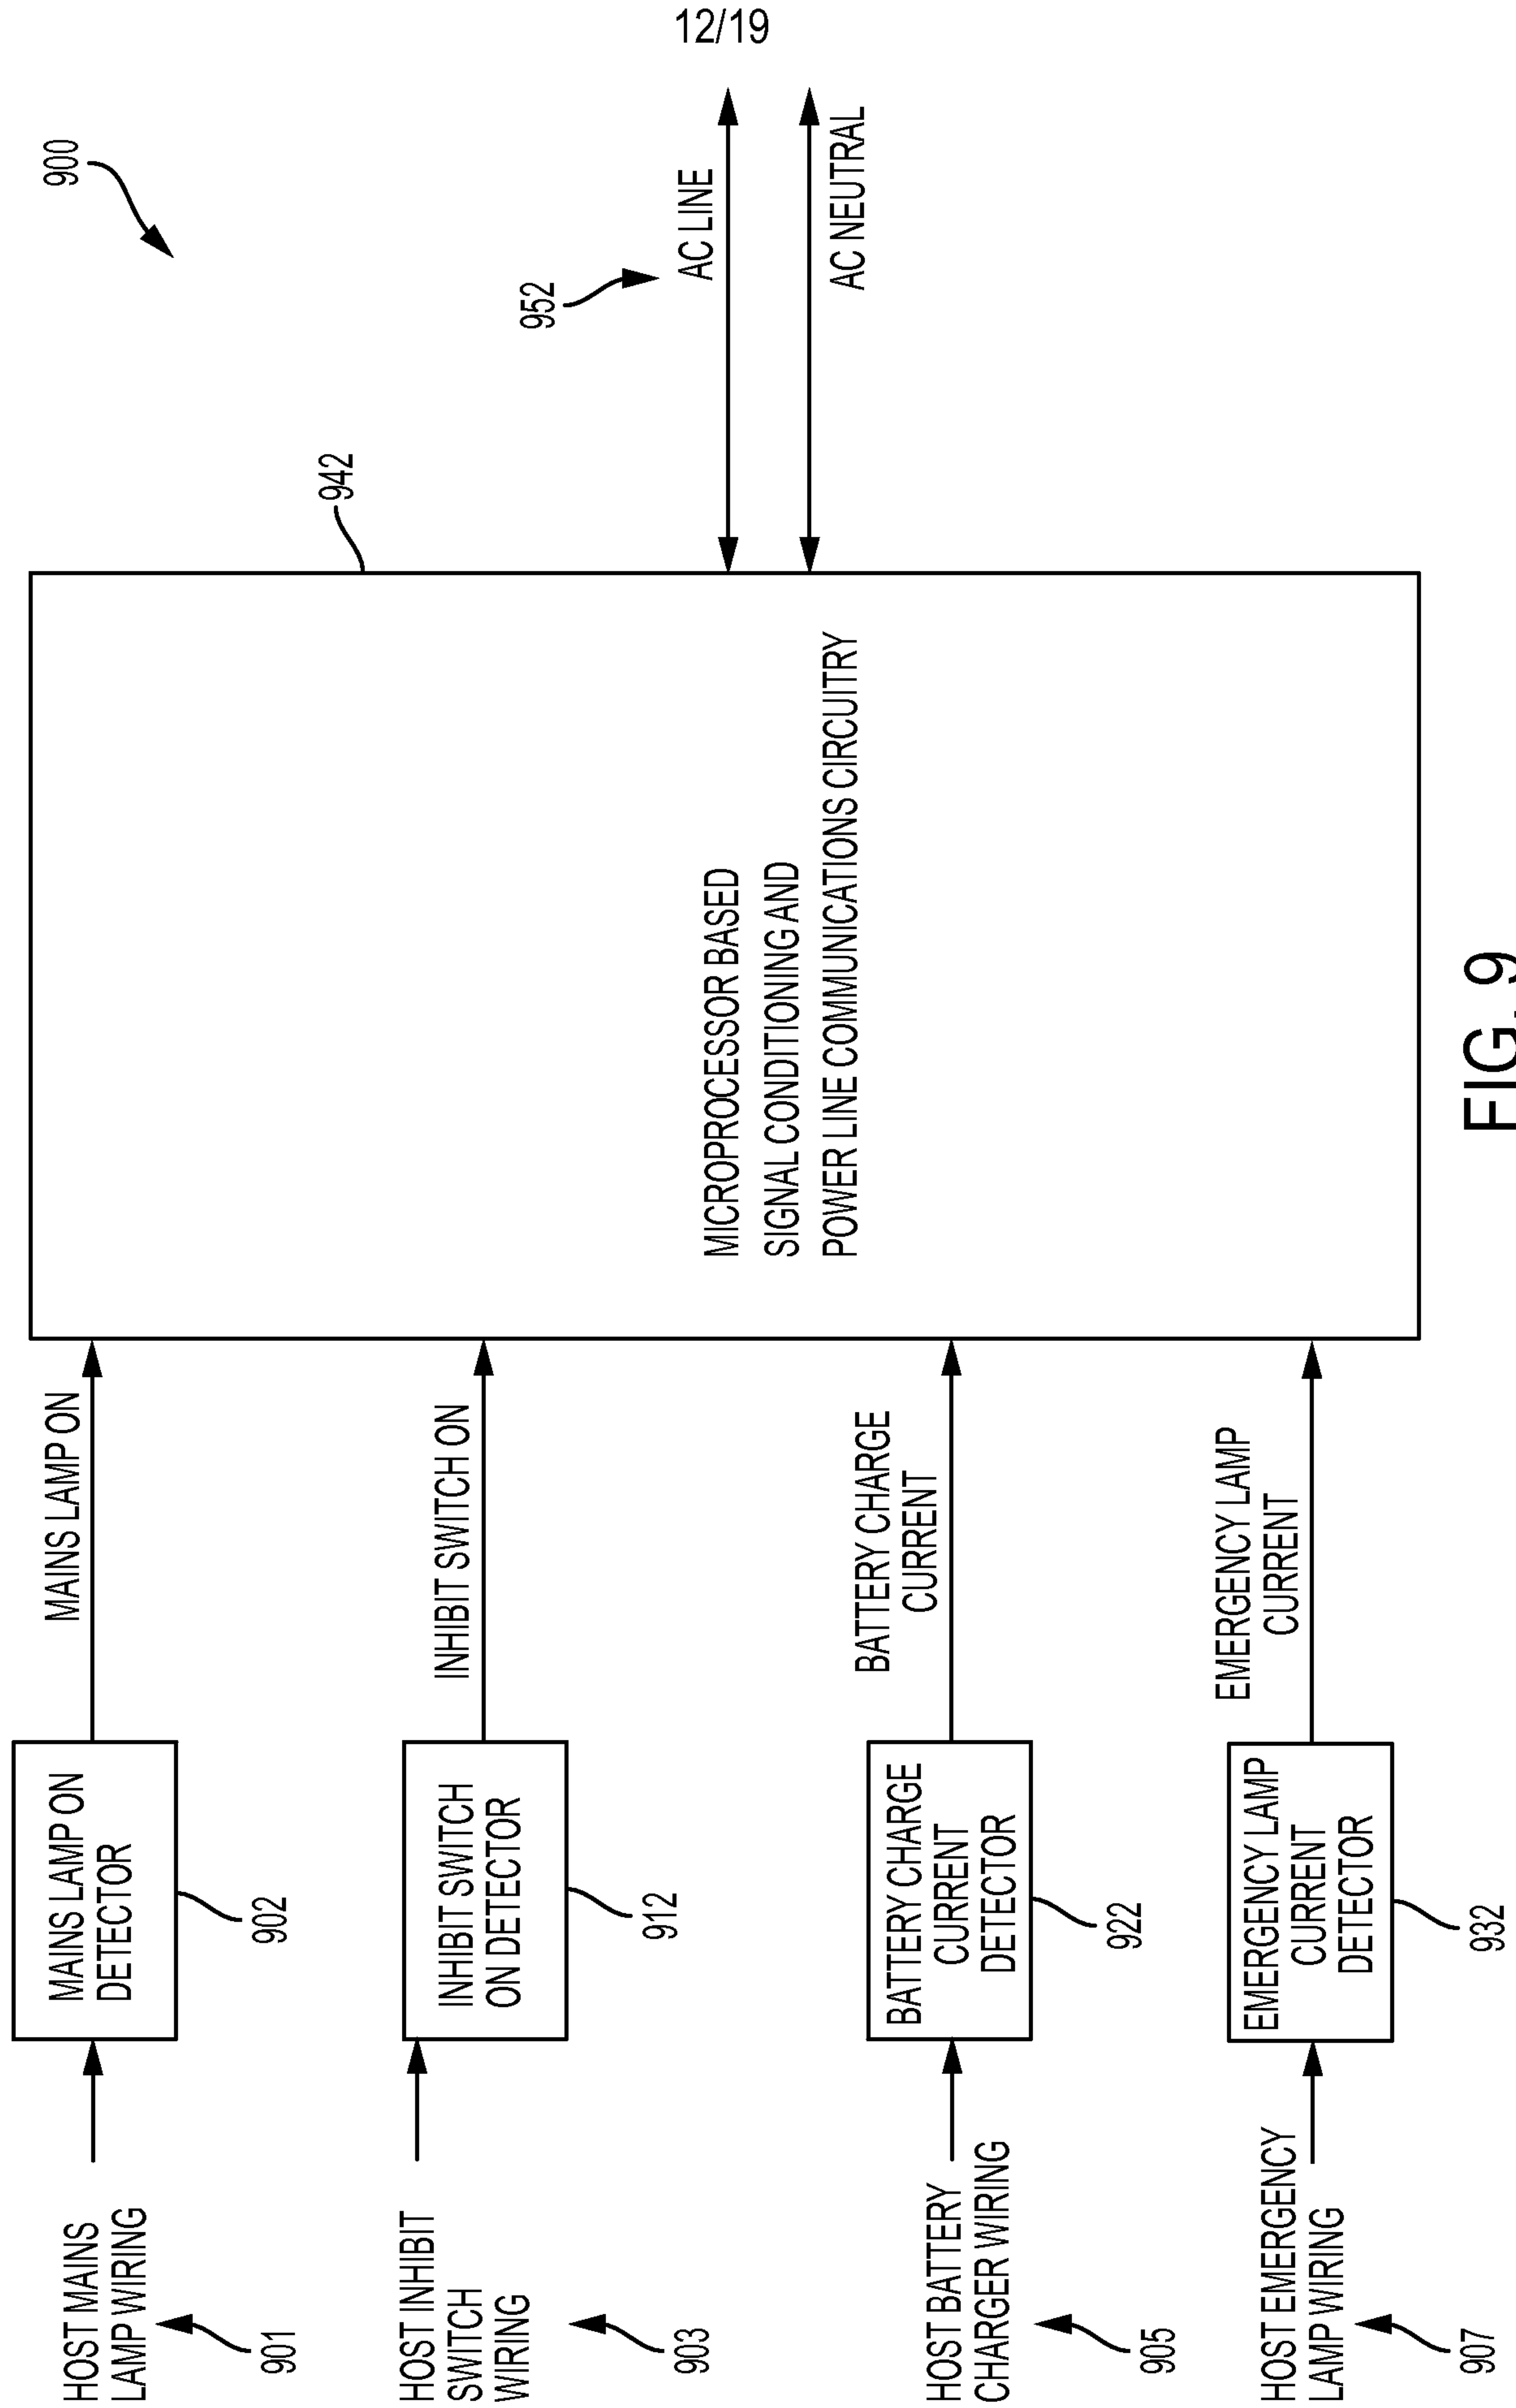 900
HOST MAINS
LAMP WIRING
901
MAINS LAMP ON
DETECTOR
902
MAINS LAMP ON
HOST INHIBIT
SWITCH
WIRING
903
INHIBIT SWITCH
ON DETECTOR
912
INHIBIT SWITCH ON
HOST BATTERY
CHARGER WIRING
905
BATTERY CHARGE
CURRENT
DETECTOR
922
BATTERY CHARGE
CURRENT
HOST EMERGENCY
LAMP WIRING
907
EMERGENCY LAMP
CURRENT
DETECTOR
932
EMERGENCY LAMP
CURRENT
942
MICROPROCESSOR BASED
SIGNAL CONDITIONING AND
POWER LINE COMMUNICATIONS CIRCUITRY
952
AC LINE
AC NEUTRAL
12/19
FIG. 9